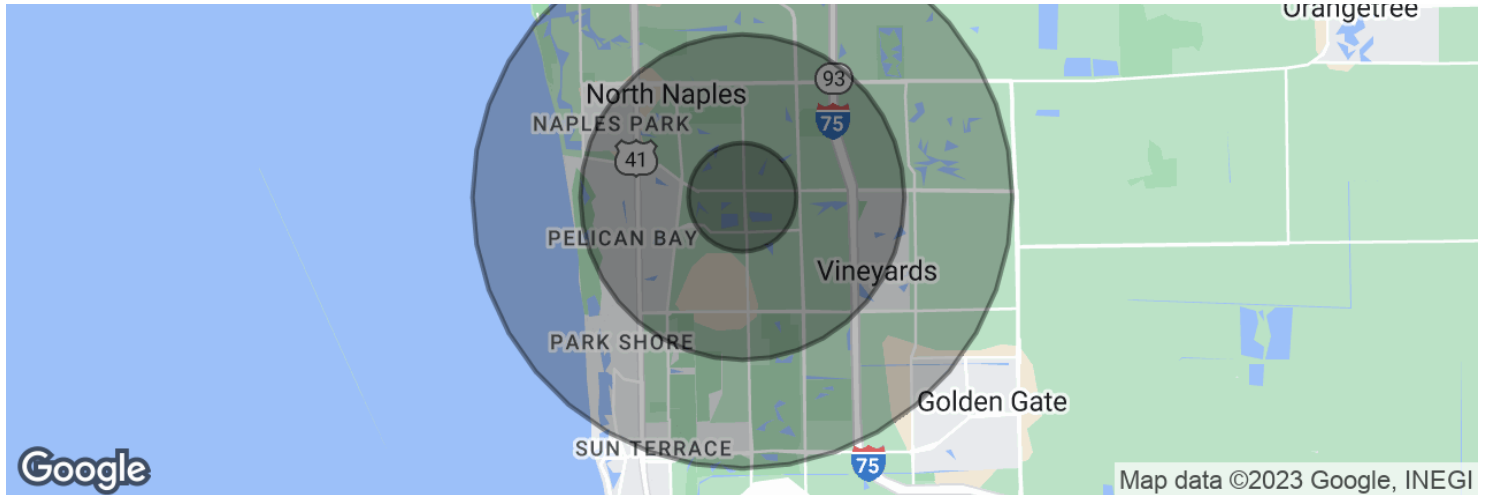 Orangetree
93
North Naples
NAPLES PARK
75
41
PELICAN BAY
Vineyards
PARK SHORE
Golden Gate
SUN TERRACE
75
Google
Map data ©2023 Google, INEGI